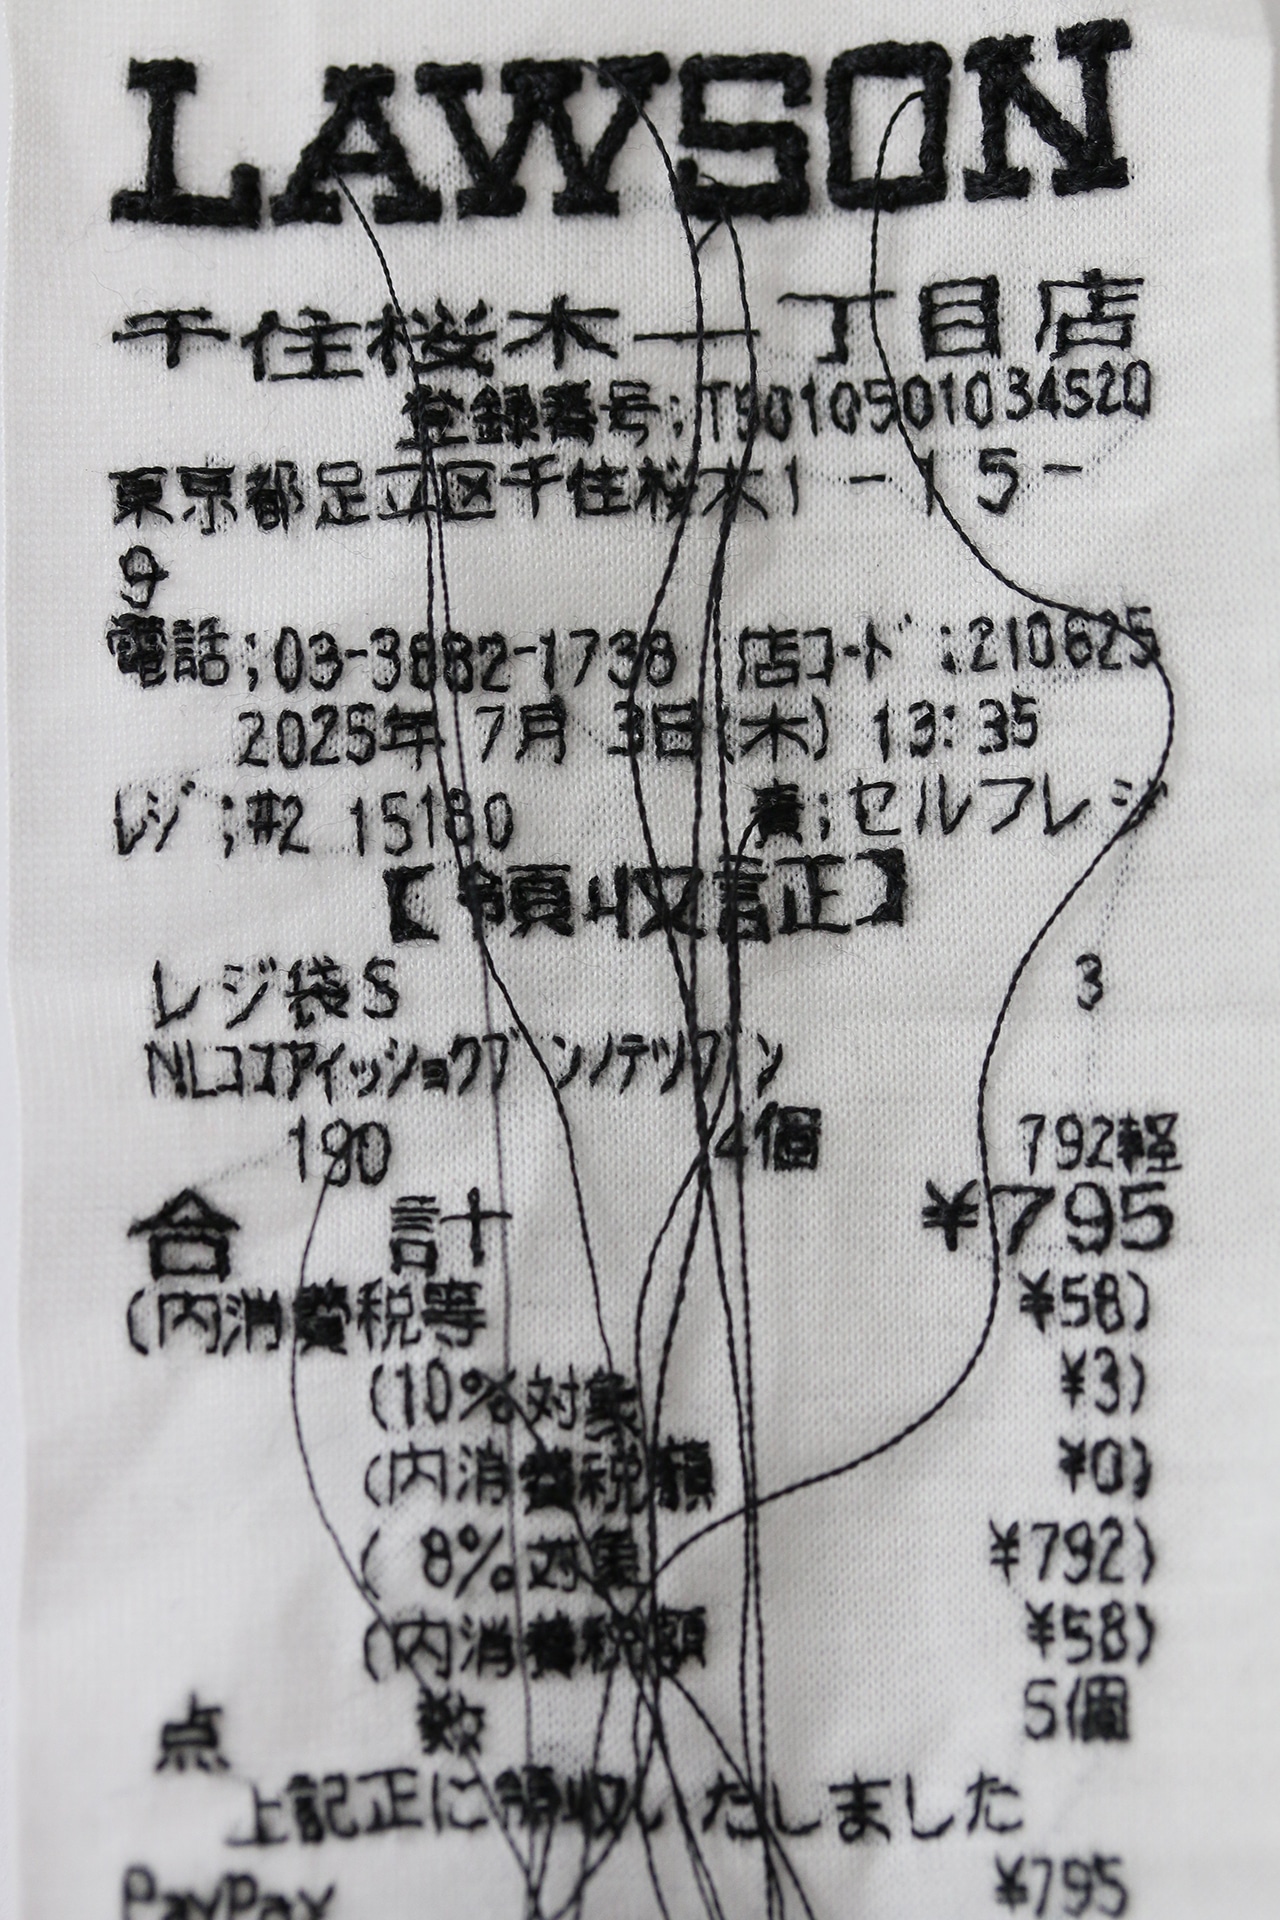 LAWSON
千住桜木一丁目店
登録番号:T5010501034520
東京都足立区千住桜木1-15-
9
電話:03-3882-1738 店コード:210625
2025年 7月 3日(木) 13:35
レジ:#2 15180 責:セルフレジ
【領収証】
レジ袋S 3
NLココアイッショクブンノテツブン
190 4個 792軽
合 計 ¥795
(内消費税等 ¥58)
(10%対象 ¥3)
(内消費税額 ¥0)
( 8%対象 ¥792)
(内消費税額 ¥58)
点 数 5個
上記正に領収いたしました
PayPay ¥795